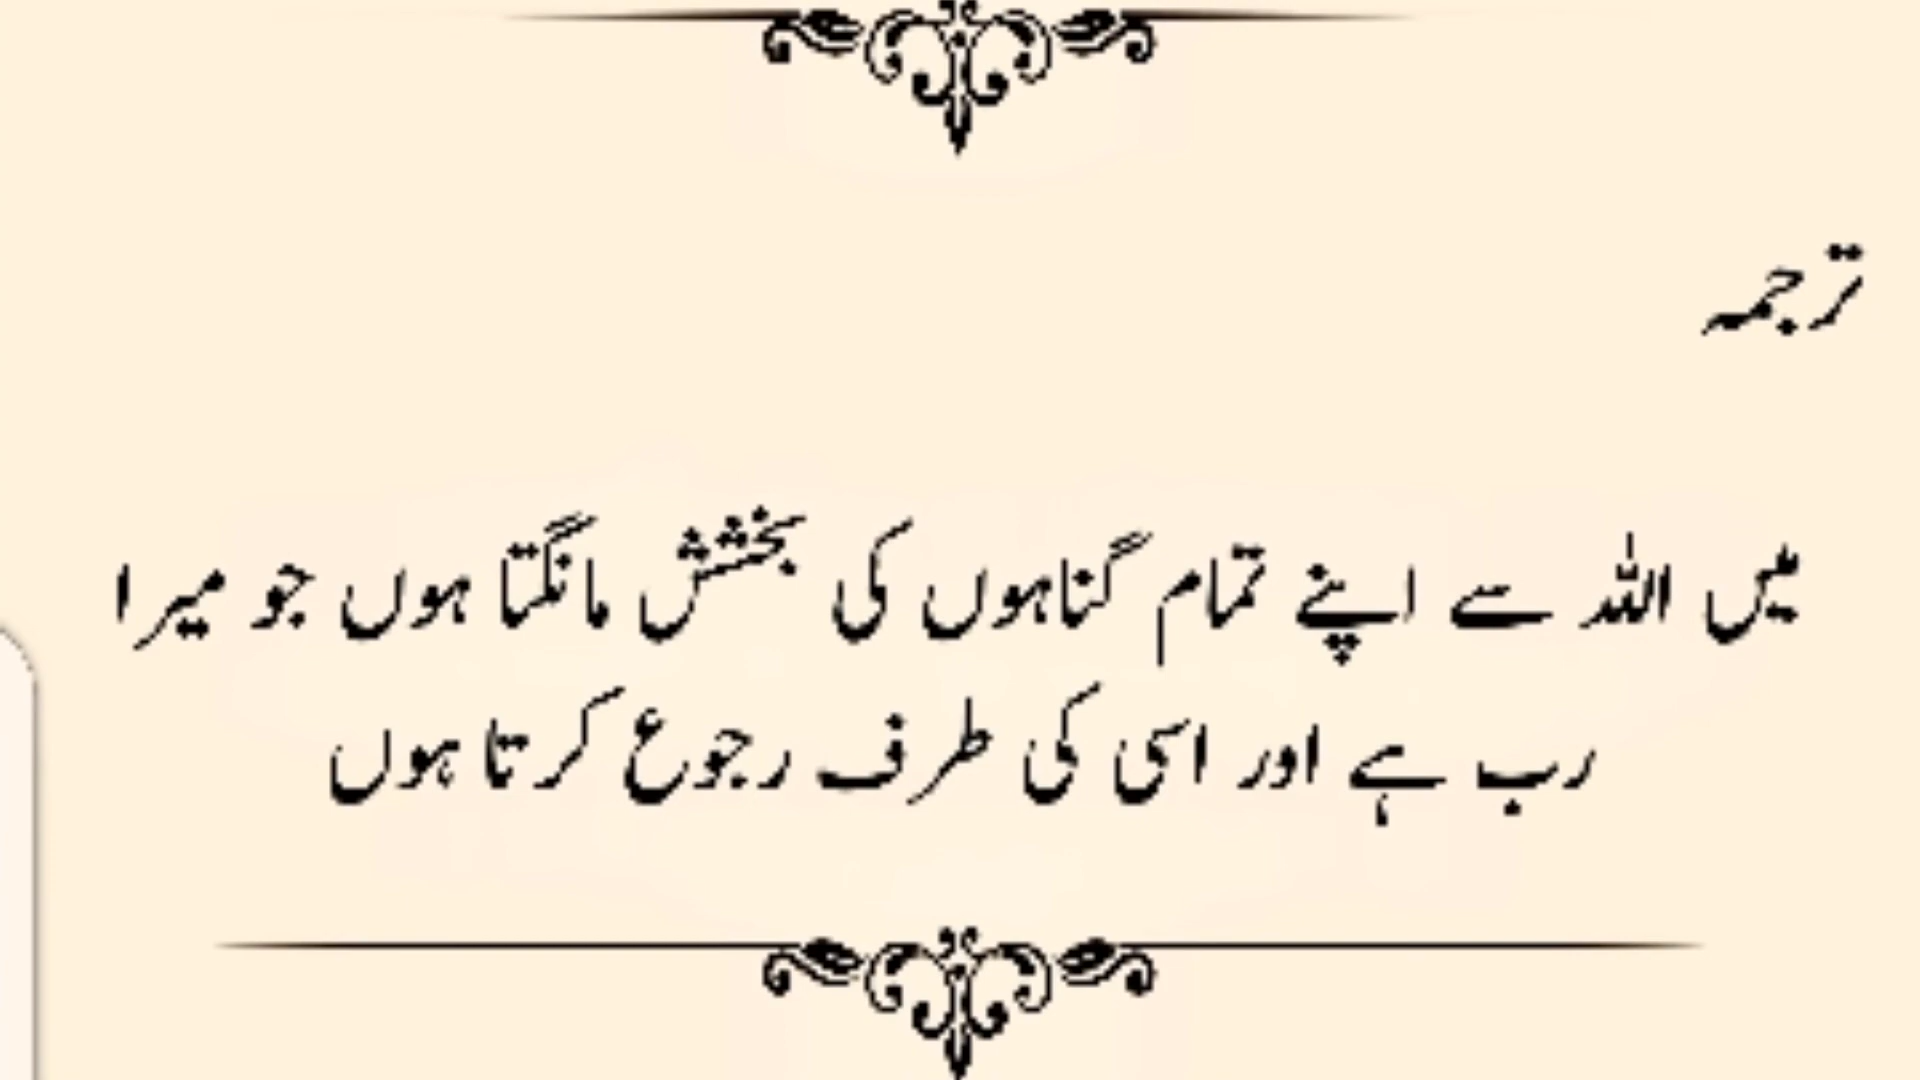 ترجمہ
میں اللہ سے اپنے تمام گناہوں کی بخشش مانگتا ہوں جو میرا
رب ہے اور اسی کی طرف رجوع کرتا ہوں